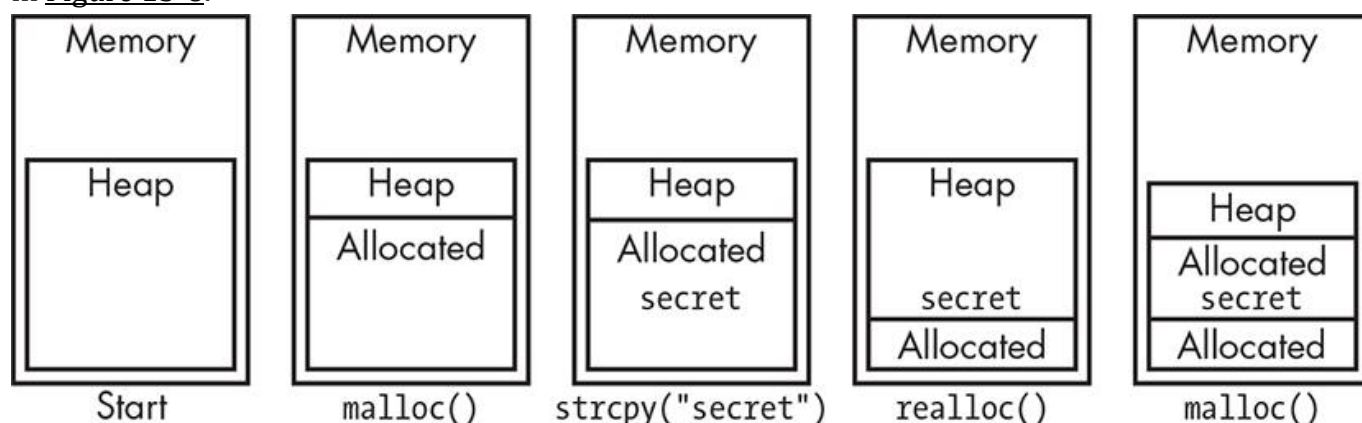 Memory Memory Memory Memory Memory
Heap Heap Heap Heap Heap
Allocated Allocated Allocated
secret secret secret
Allocated Allocated
Start malloc() strcpy("secret") realloc() malloc()